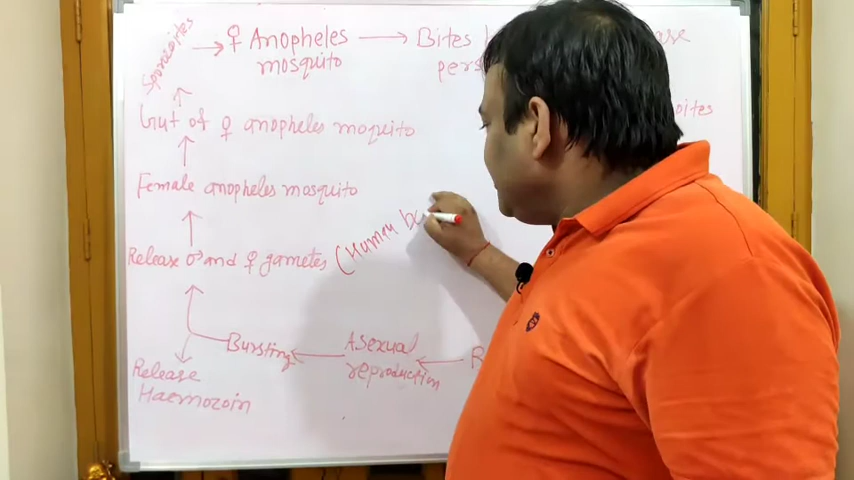 Sporozoites → ♀ Anopheles → Bites
mosquito
Gut of ♀ anopheles moquito
Female anopheles mosquito
Release ♂ and ♀ gametes (Human
Bursting ← Asexual
reproduction
Release
Haemozoin